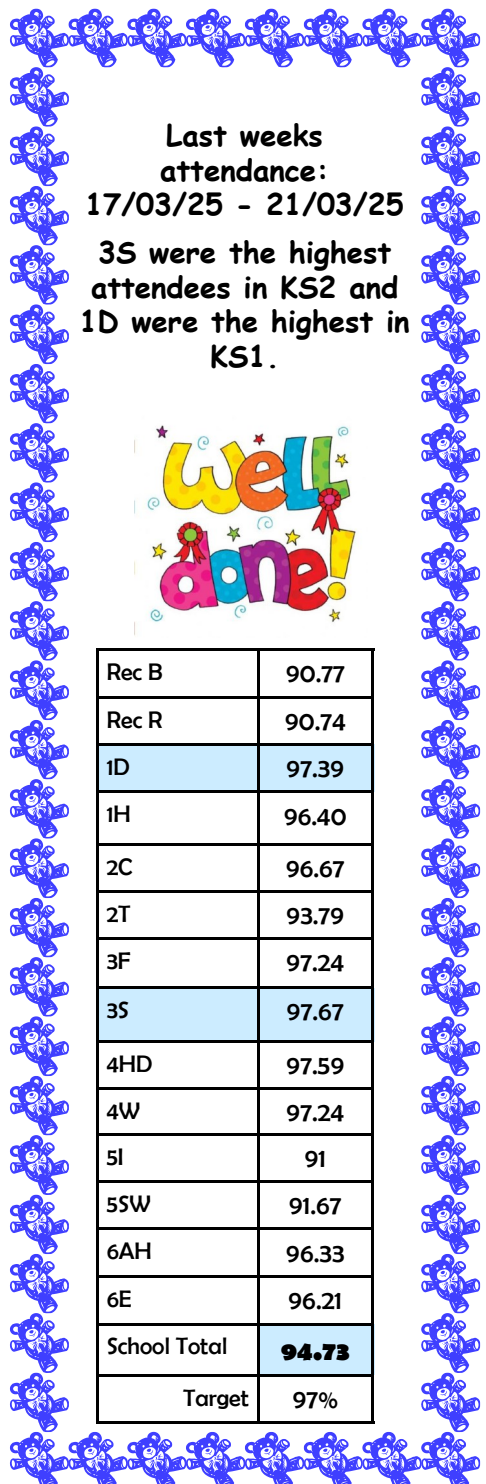 Last weeks
attendance:
17/03/25 - 21/03/25
3S were the highest
attendees in KS2 and
1D were the highest in
KS1.
well
done!
Rec B 90.77
Rec R 90.74
1D 97.39
1H 96.40
2C 96.67
2T 93.79
3F 97.24
3S 97.67
4HD 97.59
4W 97.24
5I 91
5SW 91.67
6AH 96.33
6E 96.21
School Total 94.73
Target 97%